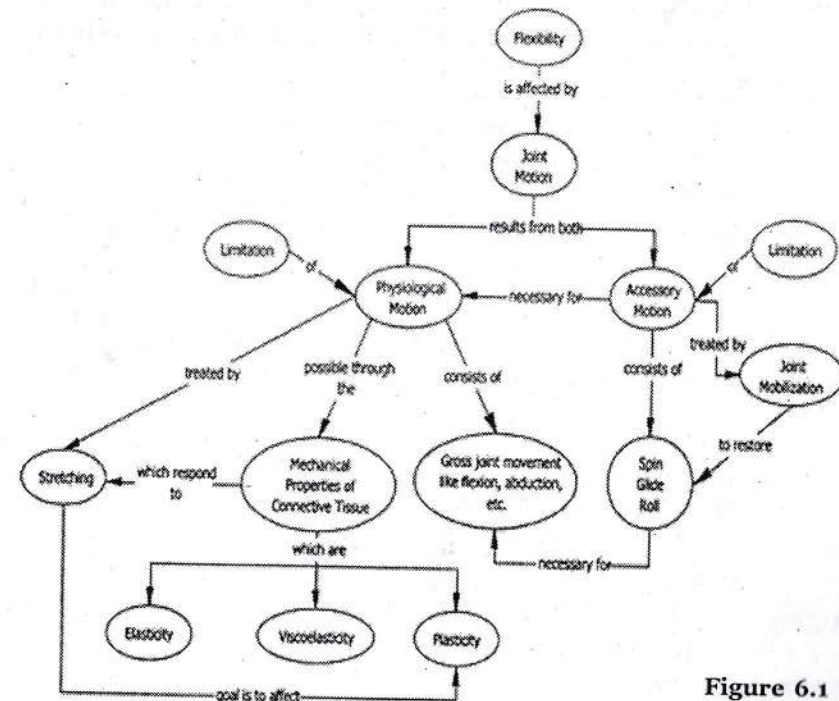 Flexibility
is affected by
Joint
Motion
results from both
Limitation
of
Physiological
Motion
necessary for
Accessory
Motion
of
Limitation
treated by
possible through
the
consists of
consists of
treated by
Joint
Mobilization
to restore
Stretching
which respond
to
Mechanical
Properties of
Connective Tissue
Gross joint movement
like flexion, abduction,
etc.
Spin
Glide
Roll
which are
necessary for
Elasticity
Viscoelasticity
Plasticity
goal is to affect
Figure 6.1